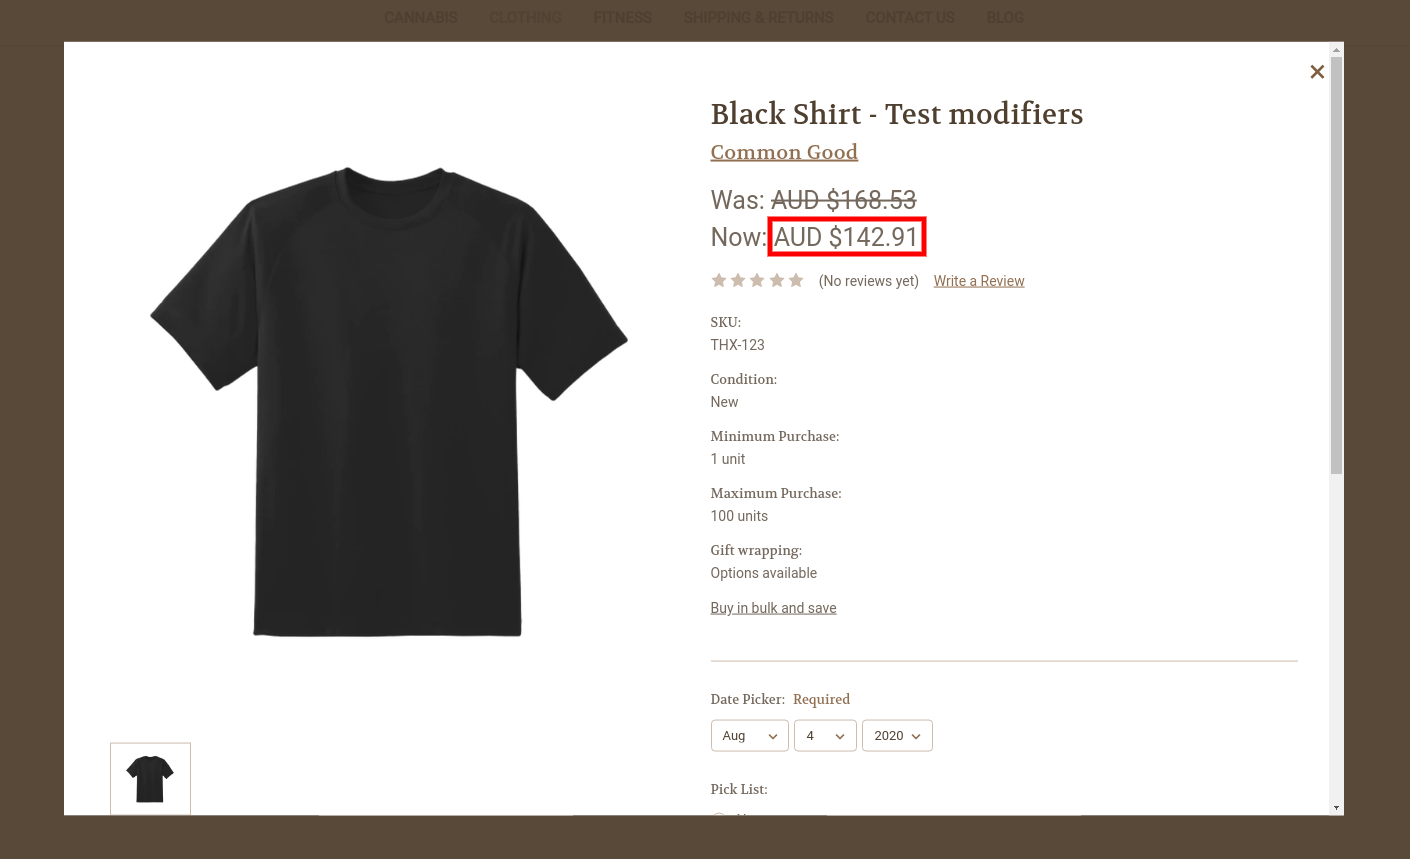 CANNABIS CLOTHING FITNESS SHIPPING & RETURNS CONTACT US BLOG
Black Shirt - Test modifiers
Common Good
Was: AUD $168.53
Now: AUD $142.91
(No reviews yet) Write a Review
SKU:
THX-123
Condition:
New
Minimum Purchase:
1 unit
Maximum Purchase:
100 units
Gift wrapping:
Options available
Buy in bulk and save
Date Picker: Required
Aug 4 2020
Pick List: